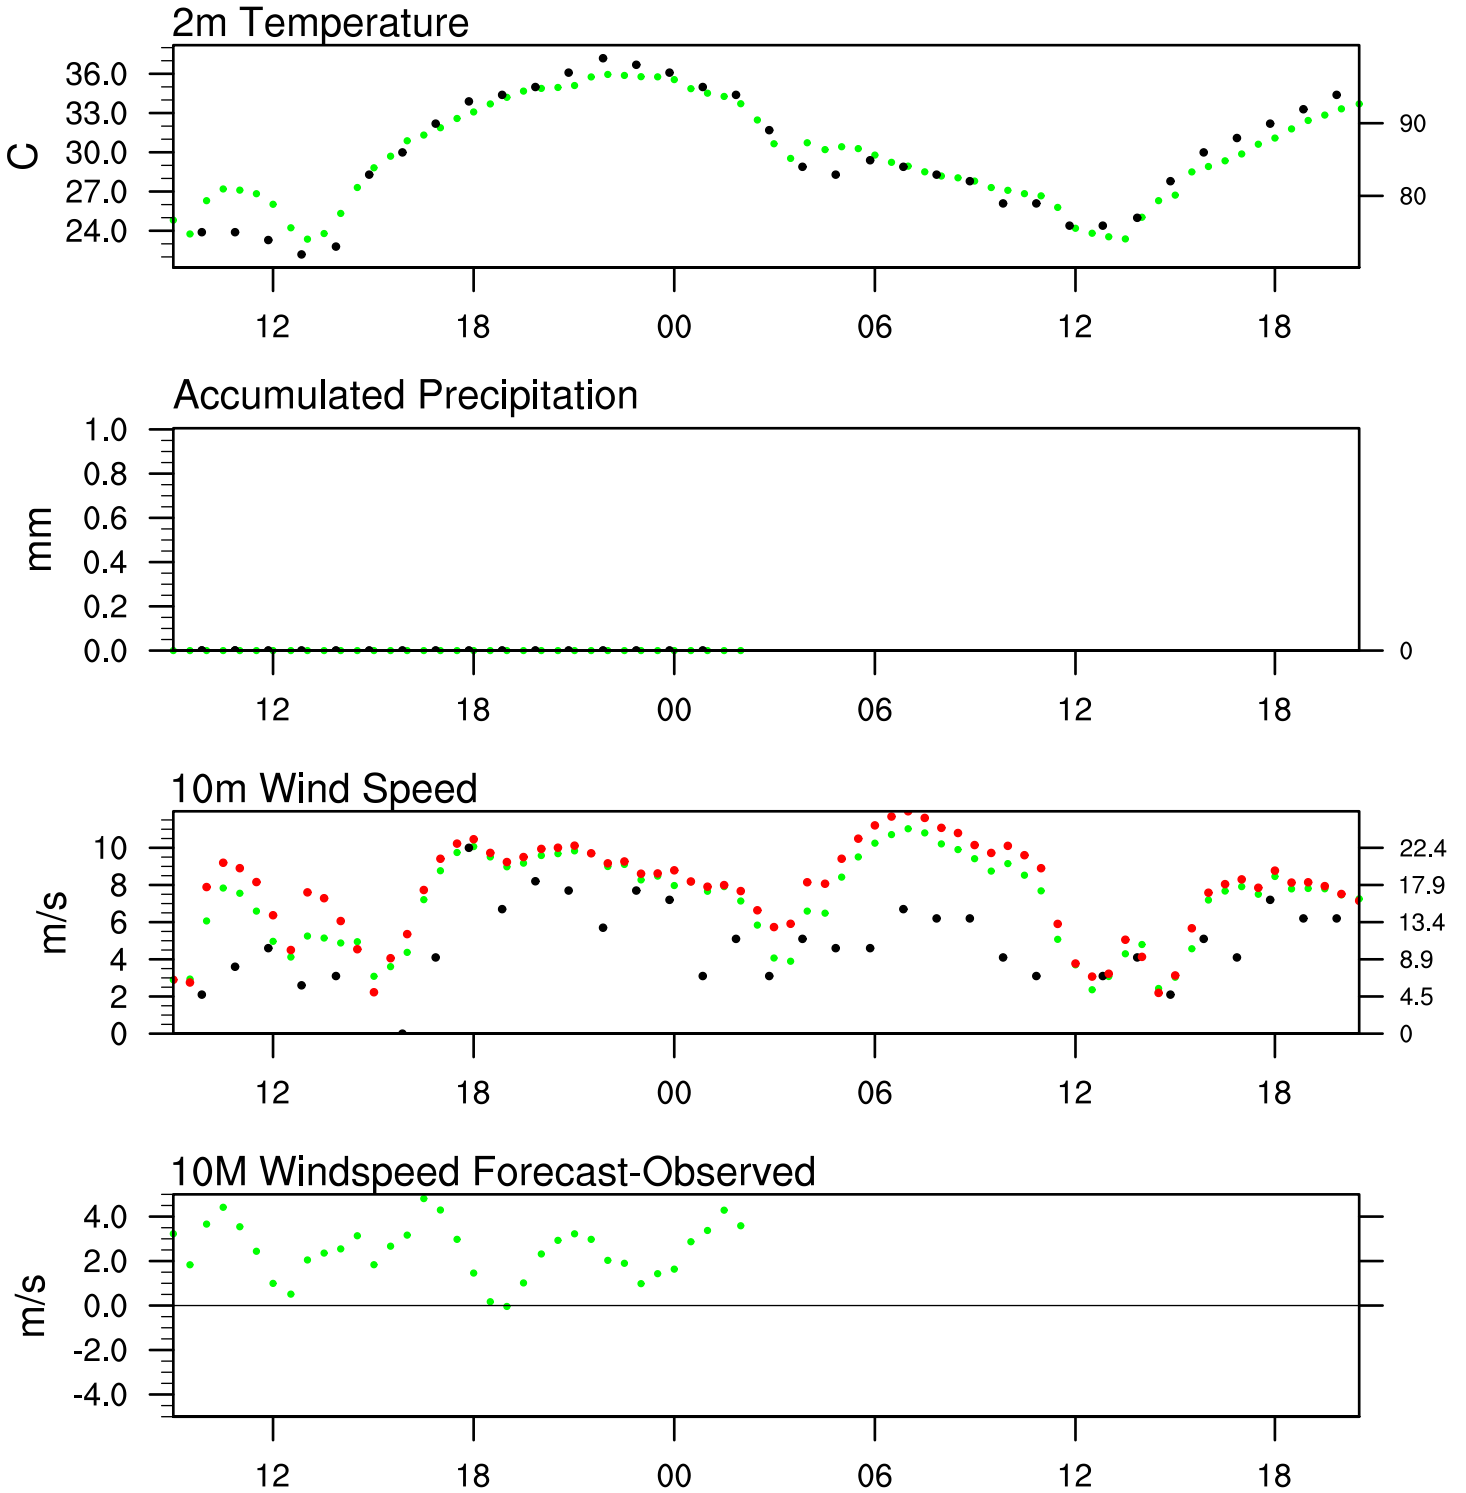 2m Temperature
36.0
33.0
90
C
30.0
27.0
80
24.0
12 18 00 06 12 18
Accumulated Precipitation
1.0
0.8
0.6
mm
0.4
0.2
0.0 0
12 18 00 06 12 18
10m Wind Speed
10 22.4
8 17.9
6 13.4
m/s
4 8.9
2 4.5
0 0
12 18 00 06 12 18
10M Windspeed Forecast-Observed
4.0
2.0
m/s
0.0
-2.0
-4.0
12 18 00 06 12 18